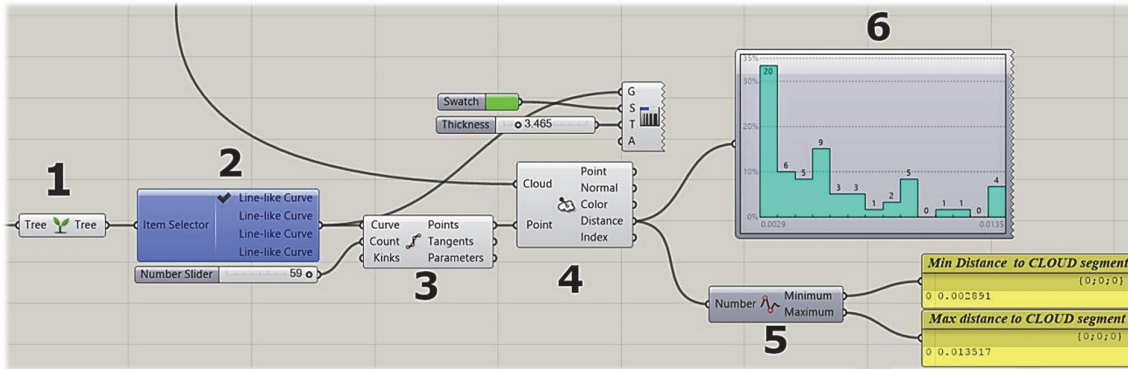 1
Tree Tree
2
Item Selector
Line-like Curve
Line-like Curve
Line-like Curve
Line-like Curve
Number Slider 59
Swatch
Thickness 3.465
G
S
T
A
3
Curve Points
Count Tangents
Kinks Parameters
4
Cloud
Point
Point
Normal
Color
Distance
Index
5
Number
Minimum
Maximum
6
35%
30%
20%
10%
0%
20 6 5 9 3 3 1 2 8 0 1 1 0 4
0.0029 0.0135
Min Distance to CLOUD segment
{0;0;0}
0 0.002891
Max distance to CLOUD segment
{0;0;0}
0 0.013517